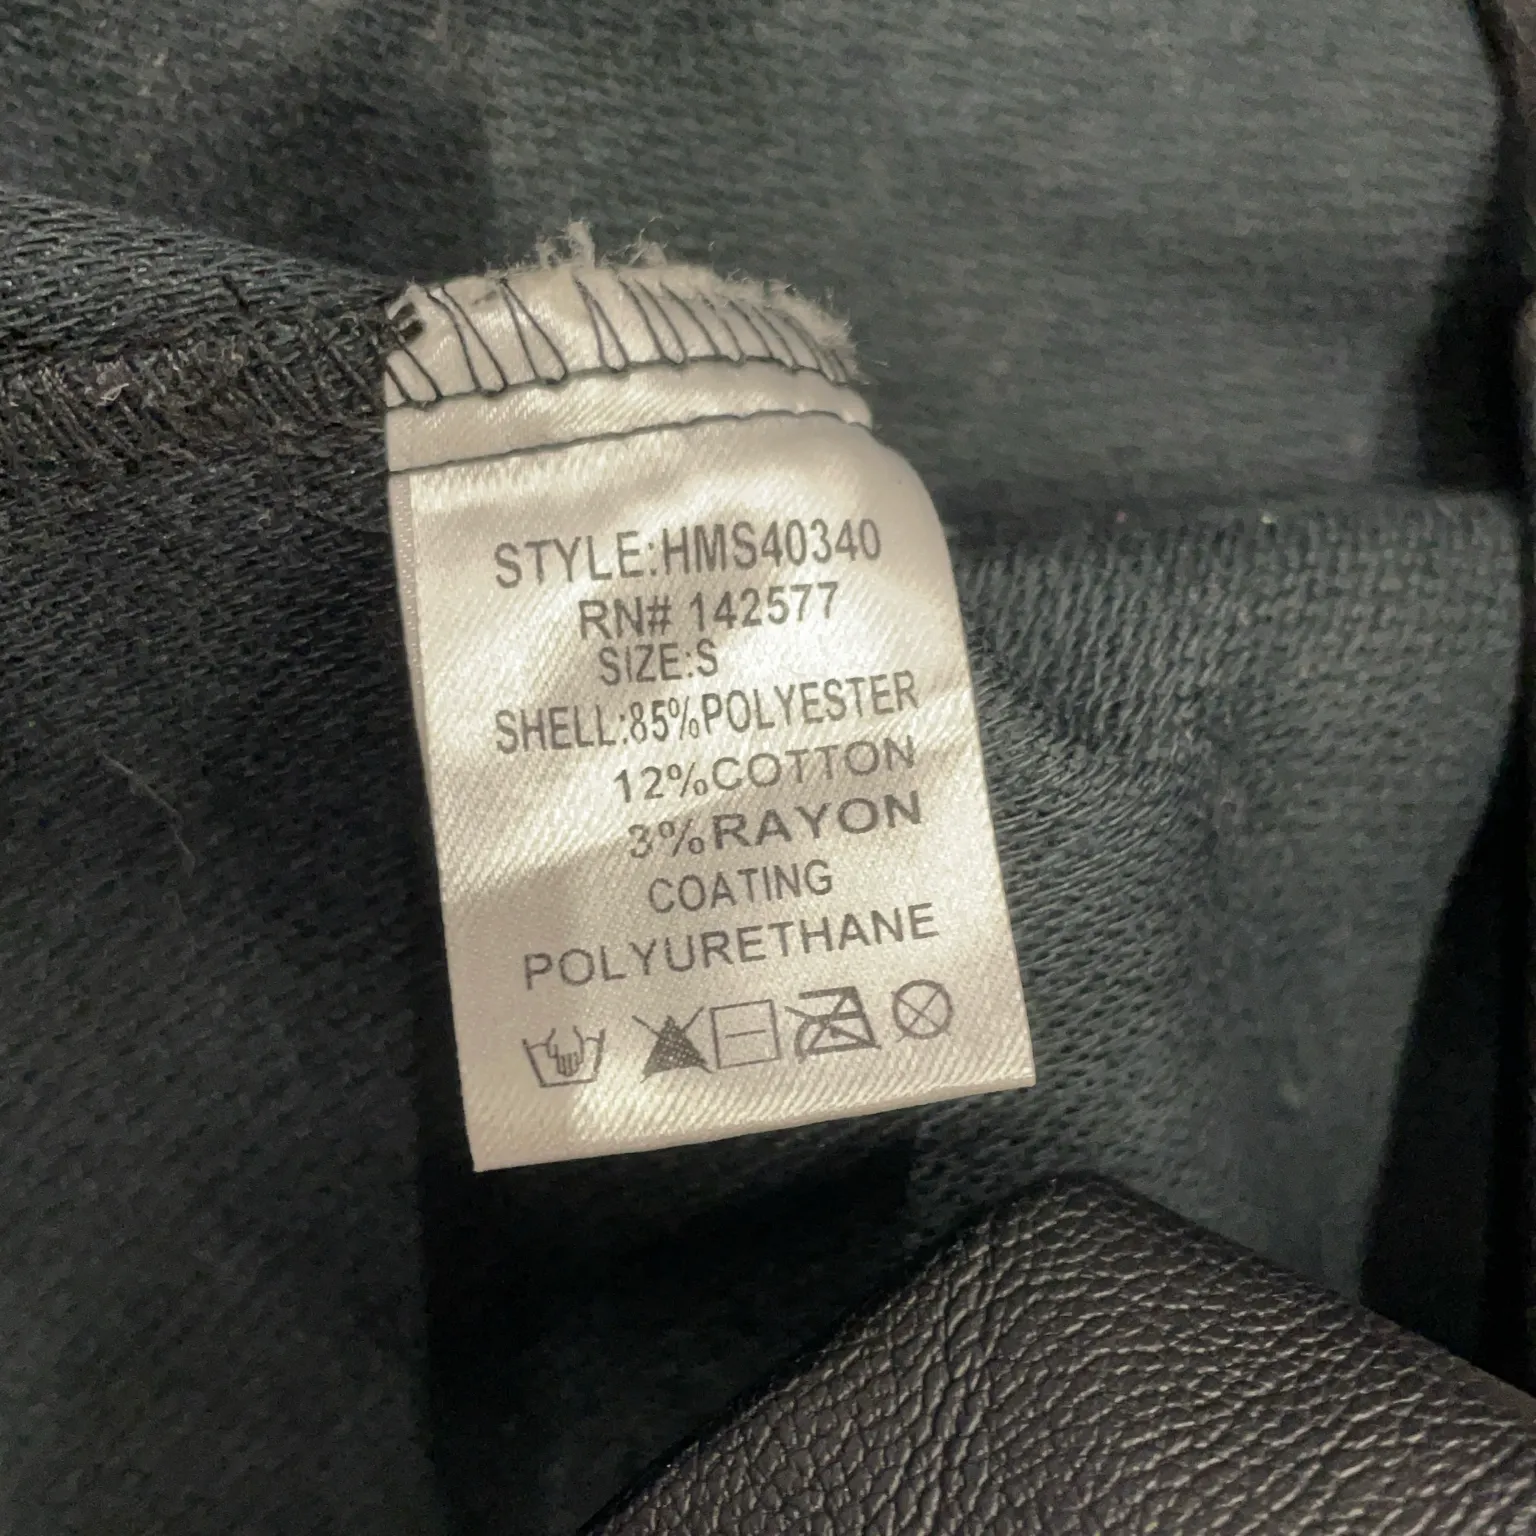 STYLE:HMS40340
RN# 142577
SIZE:S
SHELL:85%POLYESTER
12%COTTON
3%RAYON
COATING
POLYURETHANE